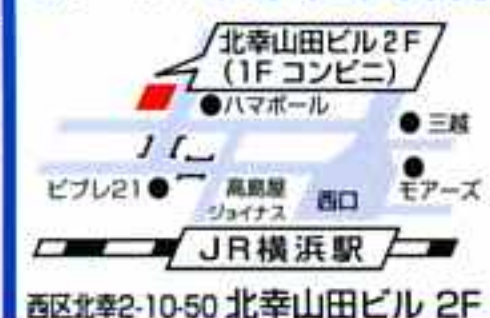 北幸山田ビル2F
(1F コンビニ)
ハマボール
三越
ビブレ21
高島屋
ジョイナス
西口
モアーズ
JR横浜駅
西区北幸2-10-50 北幸山田ビル 2F